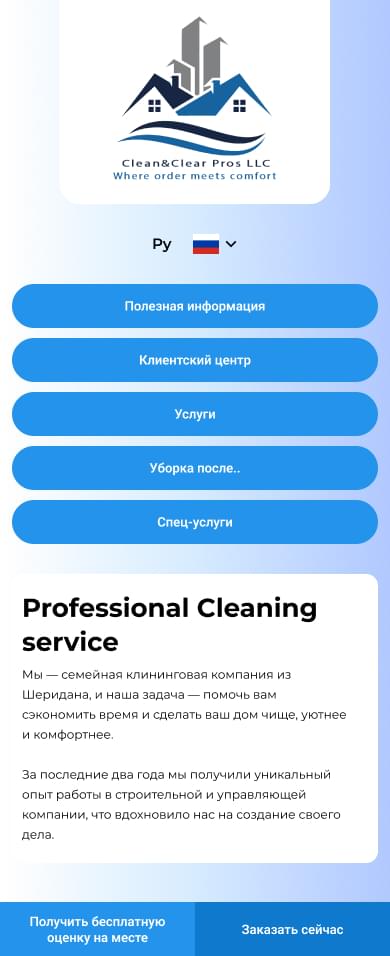 Clean&Clear Pros LLC
Where order meets comfort
Ру
Полезная информация
Клиентский центр
Услуги
Уборка после..
Спец-услуги
Professional Cleaning
service
Мы — семейная клининговая компания из
Шеридана, и наша задача — помочь вам
сэкономить время и сделать ваш дом чище, уютнее
и комфортнее.
За последние два года мы получили уникальный
опыт работы в строительной и управляющей
компании, что вдохновило нас на создание своего
дела.
Получить бесплатную
оценку на месте
Заказать сейчас